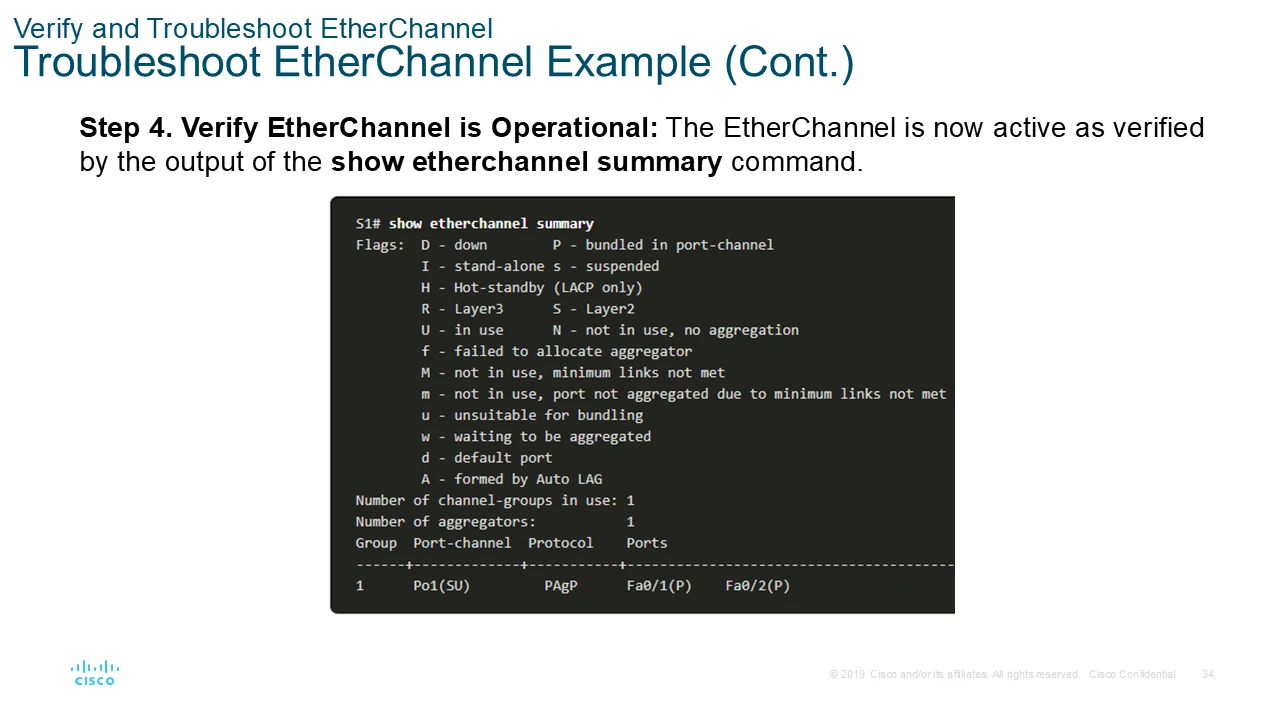 Verify and Troubleshoot EtherChannel
Troubleshoot EtherChannel Example (Cont.)
Step 4. Verify EtherChannel is Operational: The EtherChannel is now active as verified
by the output of the show etherchannel summary command.
S1# show etherchannel summary
Flags:  D - down        P - bundled in port-channel
        I - stand-alone s - suspended
        H - Hot-standby (LACP only)
        R - Layer3      S - Layer2
        U - in use      N - not in use, no aggregation
        f - failed to allocate aggregator
        M - not in use, minimum links not met
        m - not in use, port not aggregated due to minimum links not met
        u - unsuitable for bundling
        w - waiting to be aggregated
        d - default port
        A - formed by Auto LAG
Number of channel-groups in use: 1
Number of aggregators:           1
Group  Port-channel  Protocol    Ports
------+-------------+-----------+----------------------------------------
1      Po1(SU)         PAgP      Fa0/1(P)    Fa0/2(P)
CISCO
© 2019 Cisco and/or its affiliates. All rights reserved. Cisco Confidential 34